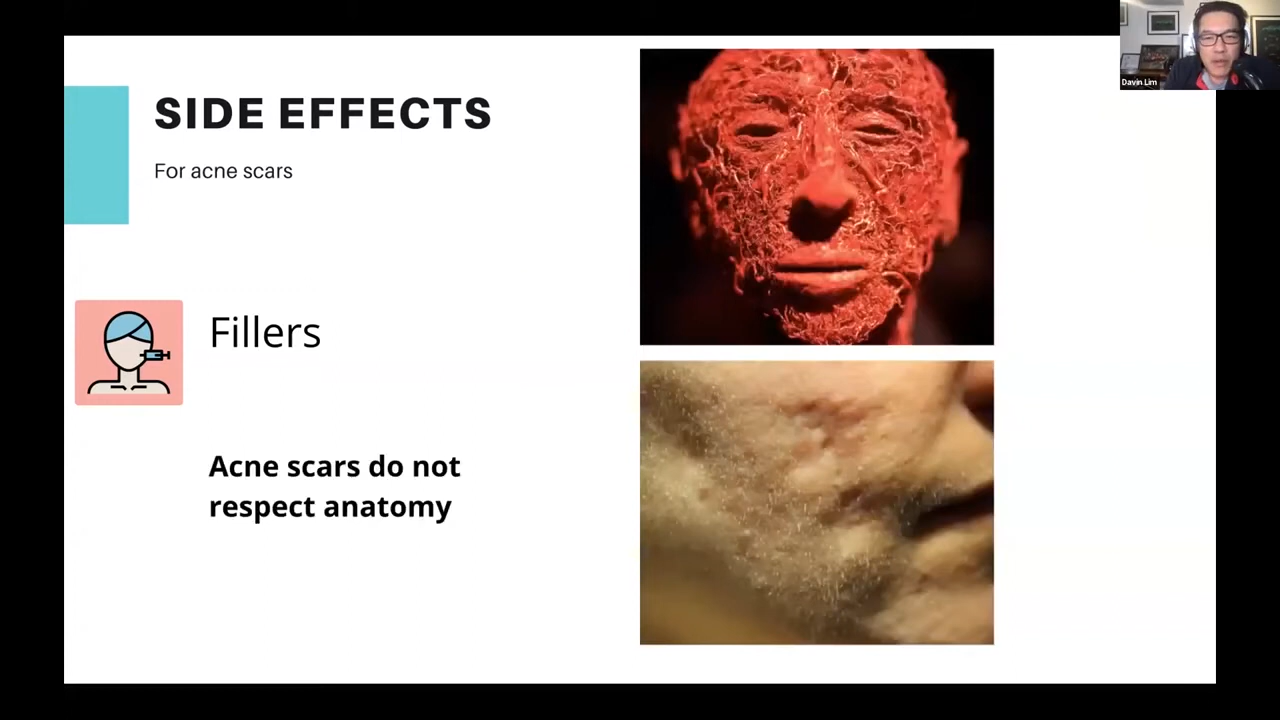 SIDE EFFECTS
For acne scars
Fillers
Acne scars do not
respect anatomy
Davin Lim